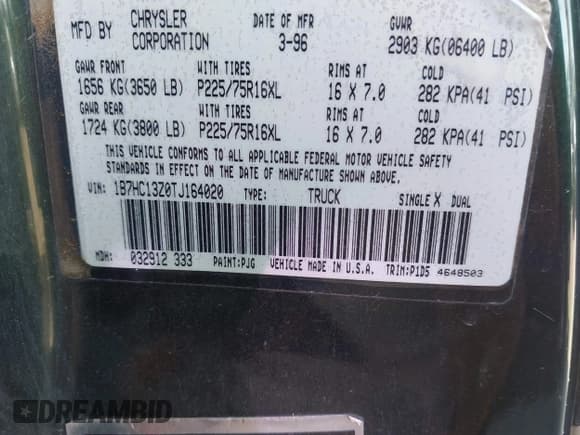 MFD BY CHRYSLER CORPORATION DATE OF MFR 3-96 GVWR 2903 KG(06400 LB)
GAWR FRONT WITH TIRES RIMS AT COLD
1656 KG(3650 LB) P225/75R16XL 16 X 7.0 282 KPA(41 PSI)
GAWR REAR WITH TIRES RIMS AT COLD
1724 KG(3800 LB) P225/75R16XL 16 X 7.0 282 KPA(41 PSI)
THIS VEHICLE CONFORMS TO ALL APPLICABLE FEDERAL MOTOR VEHICLE SAFETY
STANDARDS IN EFFECT ON THE DATE OF MANUFACTURE SHOWN ABOVE.
VIN: 1B7HC13Z0TJ164020 TYPE: TRUCK SINGLE X DUAL
MDH: 032912 333 PAINT:PJG VEHICLE MADE IN U.S.A. TRIM:P1D5 4648503
DREAMBID